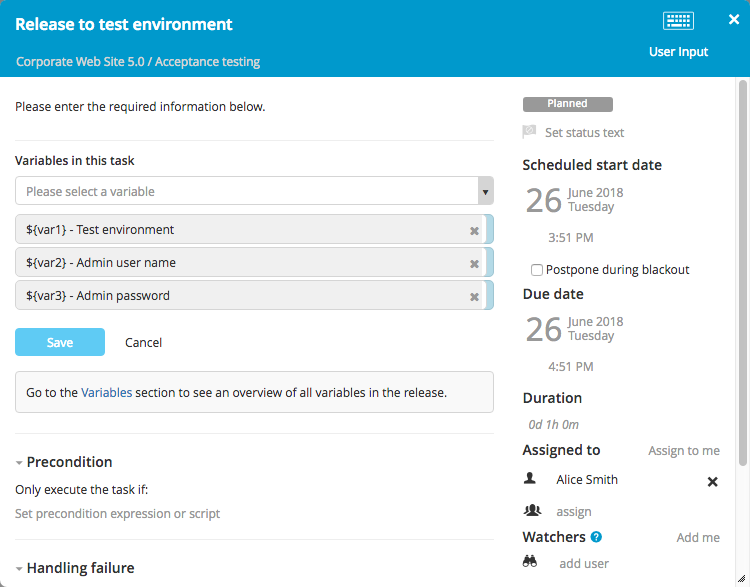 Release to test environment
Corporate Web Site 5.0 / Acceptance testing
User Input
Please enter the required information below.
Variables in this task
Please select a variable
${var1} - Test environment
${var2} - Admin user name
${var3} - Admin password
Save
Cancel
Go to the Variables section to see an overview of all variables in the release.
Precondition
Only execute the task if:
Set precondition expression or script
Handling failure
Planned
Set status text
Scheduled start date
26 June 2018
Tuesday
3:51 PM
Postpone during blackout
Due date
26 June 2018
Tuesday
4:51 PM
Duration
0d 1h 0m
Assigned to
Assign to me
Alice Smith
assign
Watchers ?
Add me
add user